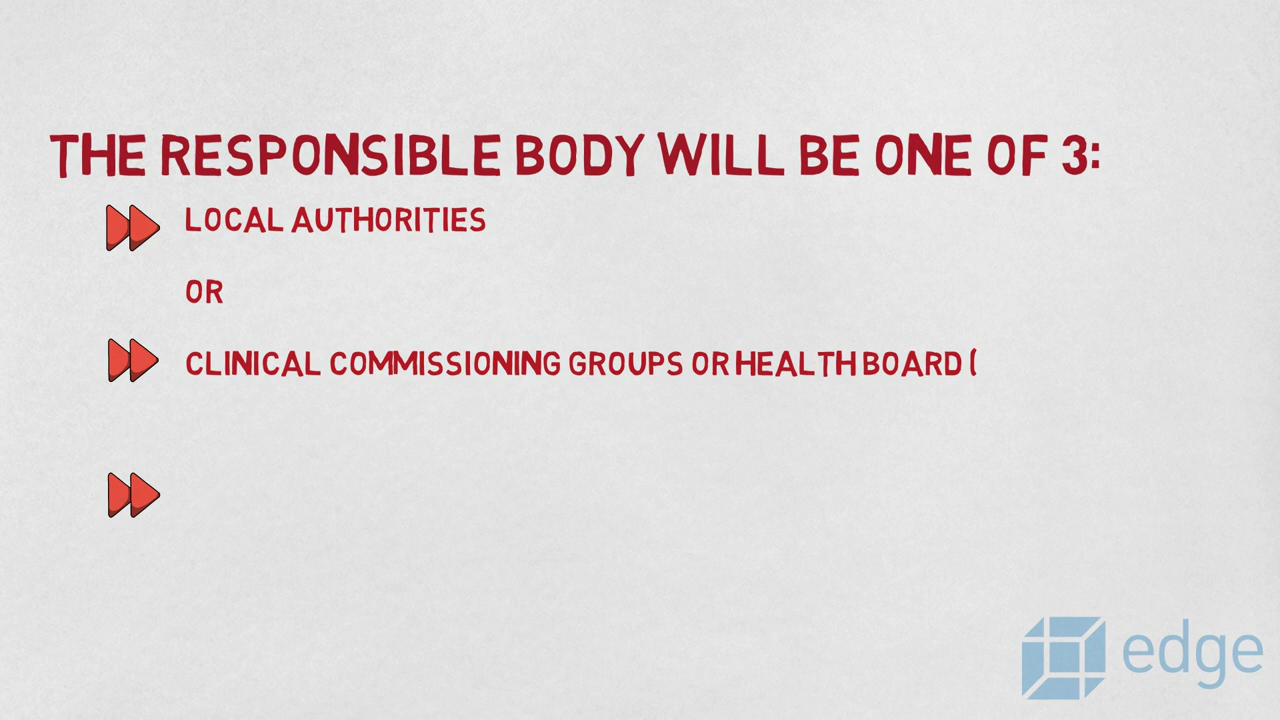 THE RESPONSIBLE BODY WILL BE ONE OF 3:
LOCAL AUTHORITIES
OR
CLINICAL COMMISSIONING GROUPS OR HEALTH BOARD (
edge